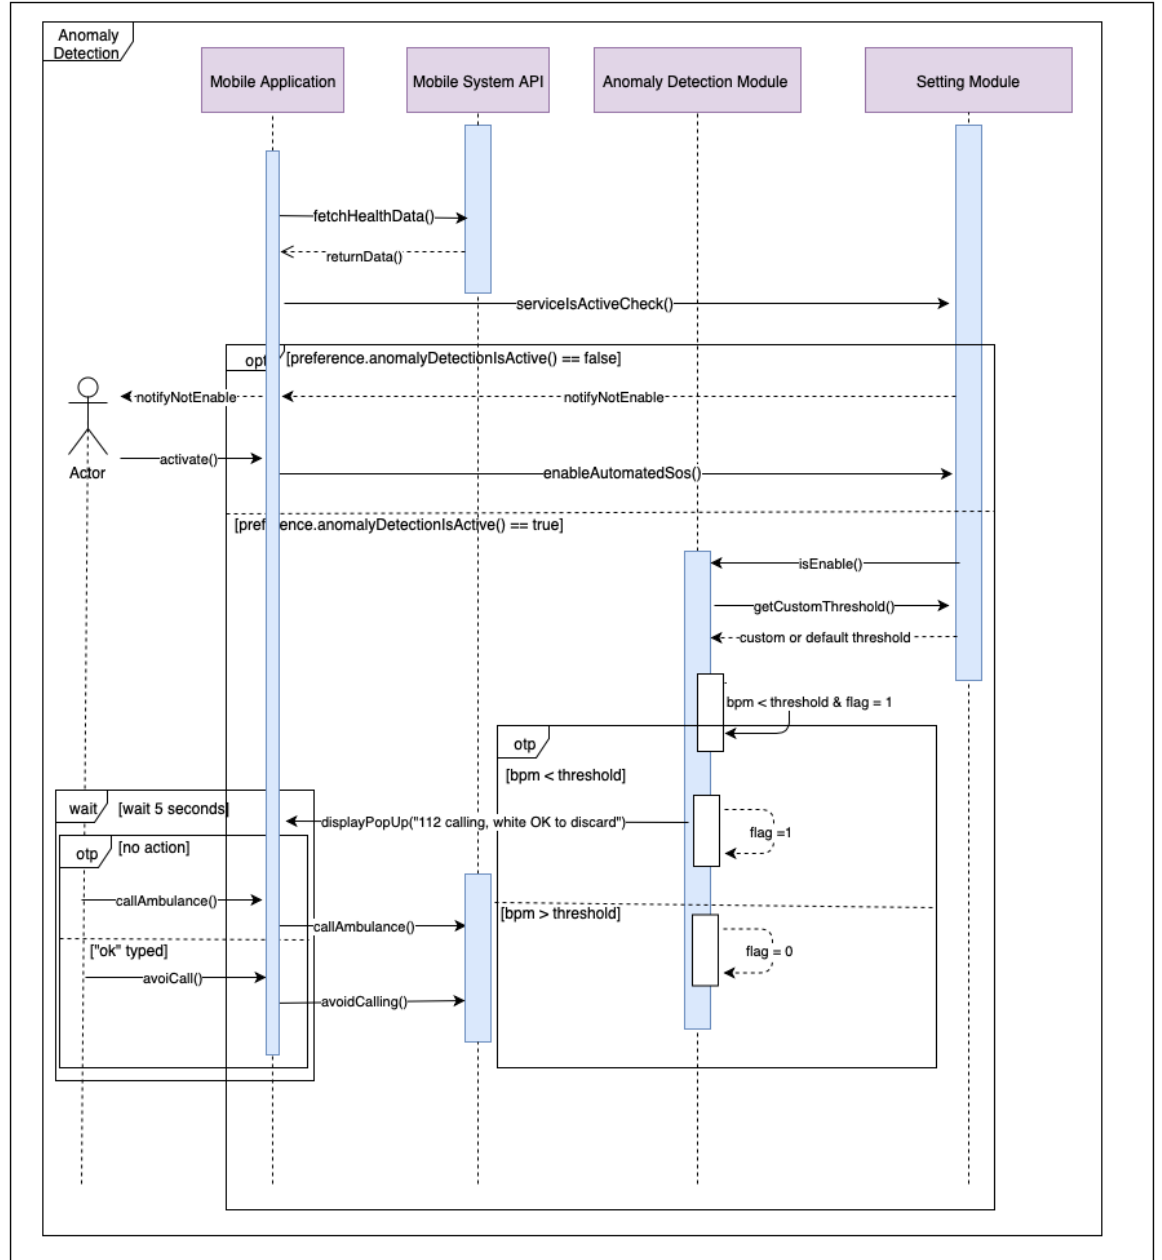 Anomaly
Detection
Mobile Application
Mobile System API
Anomaly Detection Module
Setting Module
fetchHealthData()
returnData()
serviceIsActiveCheck()
opt
[preference.anomalyDetectionIsActive() == false]
notifyNotEnable
notifyNotEnable
activate()
Actor
enableAutomatedSos()
[preference.anomalyDetectionIsActive() == true]
isEnable()
getCustomThreshold()
custom or default threshold
bpm < threshold & flag = 1
otp
[bpm < threshold]
wait
[wait 5 seconds]
displayPopUp("112 calling, white OK to discard")
flag =1
otp
[no action]
callAmbulance()
callAmbulance()
[bpm > threshold]
["ok" typed]
flag = 0
avoiCall()
avoidCalling()